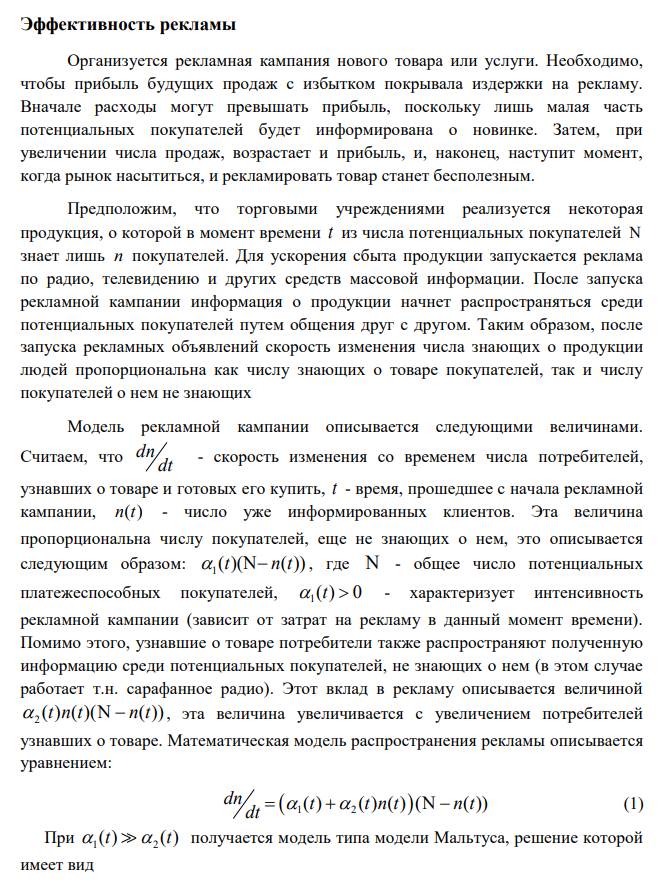 Эффективность рекламы
Организуется рекламная кампания нового товара или услуги. Необходимо,
чтобы прибыль будущих продаж с избытком покрывала издержки на рекламу.
Вначале расходы могут превышать прибыль, поскольку лишь малая часть
потенциальных покупателей будет информирована о новинке. Затем, при
увеличении числа продаж, возрастает и прибыль, и, наконец, наступит момент,
когда рынок насытиться, и рекламировать товар станет бесполезным.
Предположим, что торговыми учреждениями реализуется некоторая
продукция, о которой в момент времени t из числа потенциальных покупателей N
знает лишь n покупателей. Для ускорения сбыта продукции запускается реклама
по радио, телевидению и других средств массовой информации. После запуска
рекламной кампании информация о продукции начнет распространяться среди
потенциальных покупателей путем общения друг с другом. Таким образом, после
запуска рекламных объявлений скорость изменения числа знающих о продукции
людей пропорциональна как числу знающих о товаре покупателей, так и числу
покупателей о нем не знающих
Модель рекламной кампании описывается следующими величинами.
Считаем, что dn/dt - скорость изменения со временем числа потребителей,
узнавших о товаре и готовых его купить, t - время, прошедшее с начала рекламной
кампании, n(t) - число уже информированных клиентов. Эта величина
пропорциональна числу покупателей, еще не знающих о нем, это описывается
следующим образом: α₁(t)(N− n(t)), где N - общее число потенциальных
платежеспособных покупателей, α₁(t) > 0 - характеризует интенсивность
рекламной кампании (зависит от затрат на рекламу в данный момент времени).
Помимо этого, узнавшие о товаре потребители также распространяют полученную
информацию среди потенциальных покупателей, не знающих о нем (в этом случае
работает т.н. сарафанное радио). Этот вклад в рекламу описывается величиной
α₂(t)n(t)(N − n(t)), эта величина увеличивается с увеличением потребителей
узнавших о товаре. Математическая модель распространения рекламы описывается
уравнением:
dn/dt = (α₁(t) + α₂(t)n(t))(N − n(t)) (1)
При α₁(t) ≫ α₂(t) получается модель типа модели Мальтуса, решение которой
имеет вид